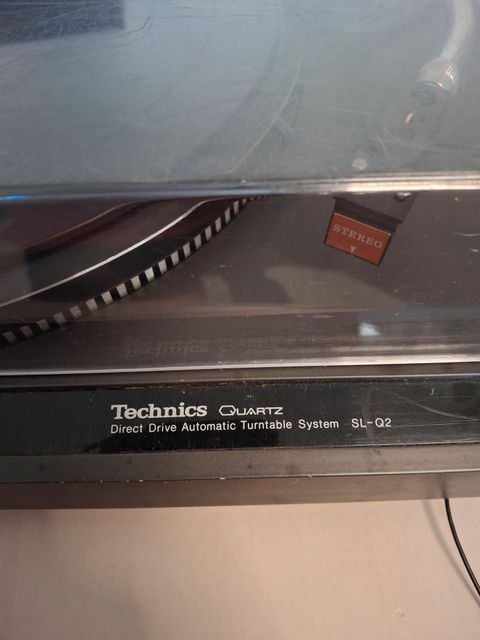 STEREO
Technics QUARTZ
Direct Drive Automatic Turntable System SL-Q2